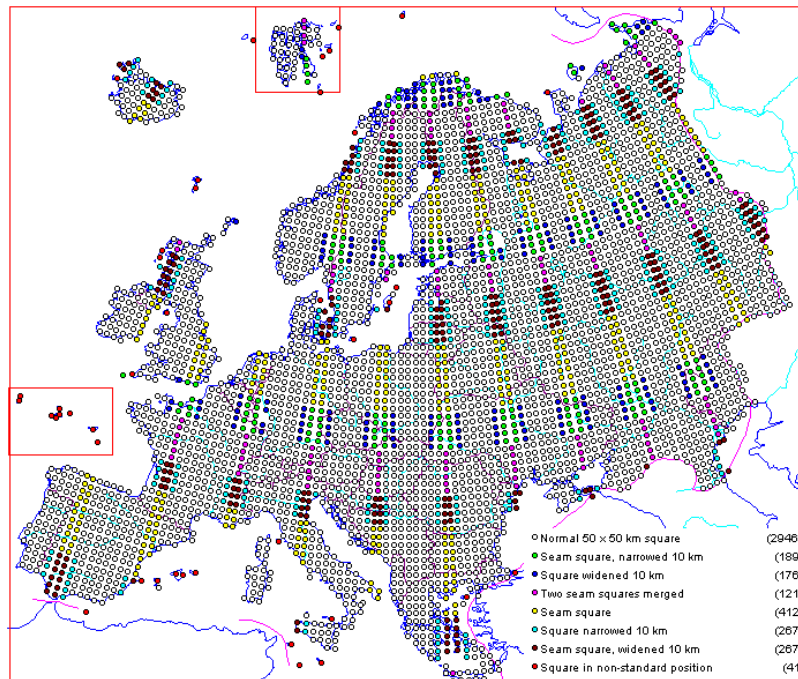 Normal 50 × 50 km square (2946
Seam square, narrowed 10 km (189
Square widened 10 km (176
Two seam squares merged (121
Seam square (412
Square narrowed 10 km (267
Seam square, widened 10 km (267
Square in non-standard position (41